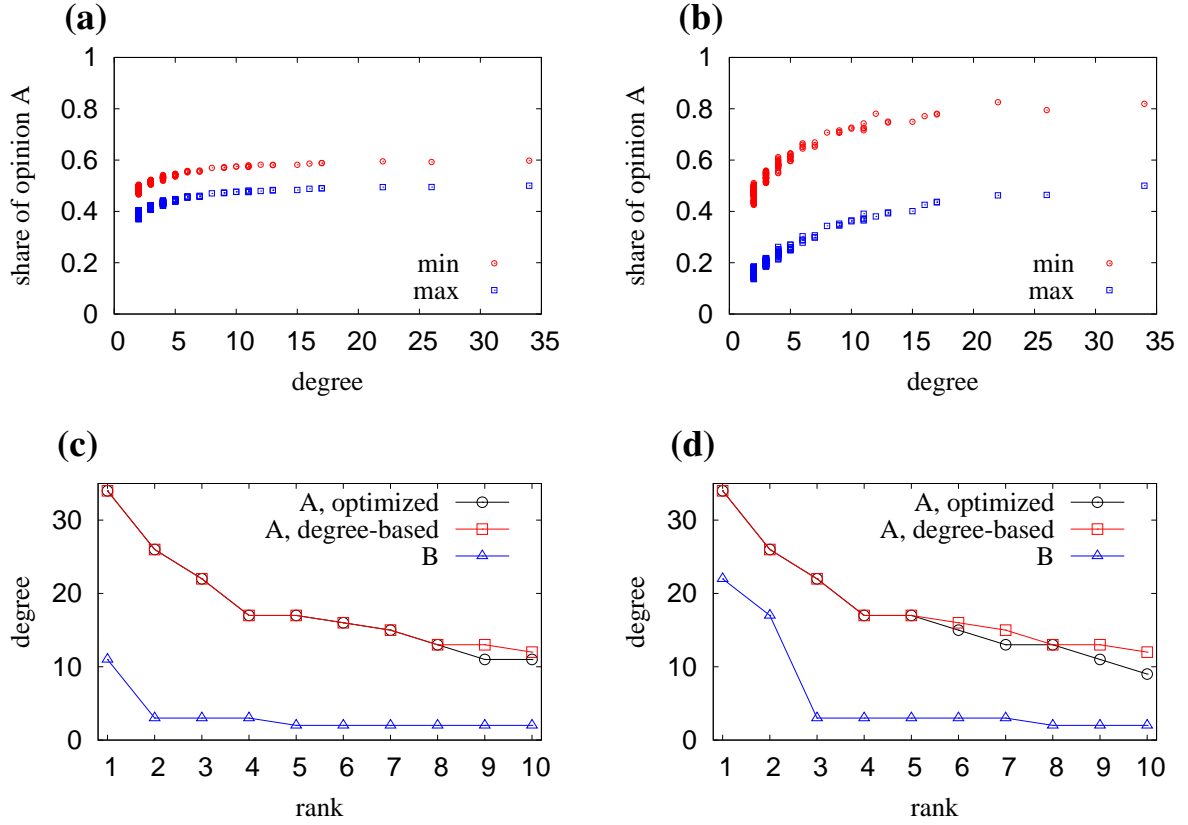 (a)
share of opinion A
1
0.8
0.6
0.4
0.2
0
min
max
0 5 10 15 20 25 30 35
degree
(b)
share of opinion A
1
0.8
0.6
0.4
0.2
0
min
max
0 5 10 15 20 25 30 35
degree
(c)
degree
30
20
10
0
A, optimized
A, degree-based
B
1 2 3 4 5 6 7 8 9 10
rank
(d)
degree
30
20
10
0
A, optimized
A, degree-based
B
1 2 3 4 5 6 7 8 9 10
rank